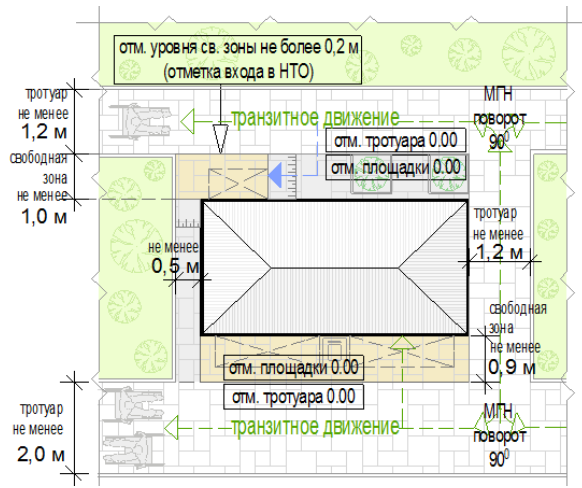 отм. уровня св. зоны не более 0,2 м
(отметка входа в НТО)
тротуар
не менее
1,2 м
транзитное движение
МГН
поворот
90⁰
отм. тротуара 0.00
отм. площадки 0.00
свободная
зона
не менее
1,0 м
не менее
0,5 м
тротуар
не менее
1,2 м
свободная
зона
не менее
0,9 м
отм. площадки 0.00
отм. тротуара 0.00
тротуар
не менее
2,0 м
транзитное движение
МГН
поворот
90⁰